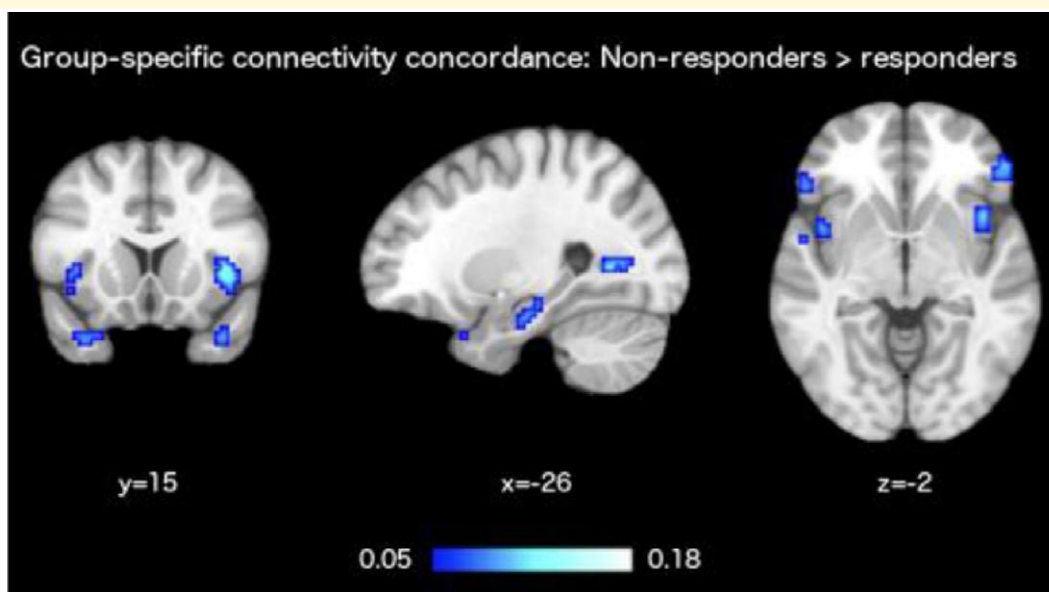 Group-specific connectivity concordance: Non-responders > responders
y=15
x=-26
z=-2
0.05
0.18